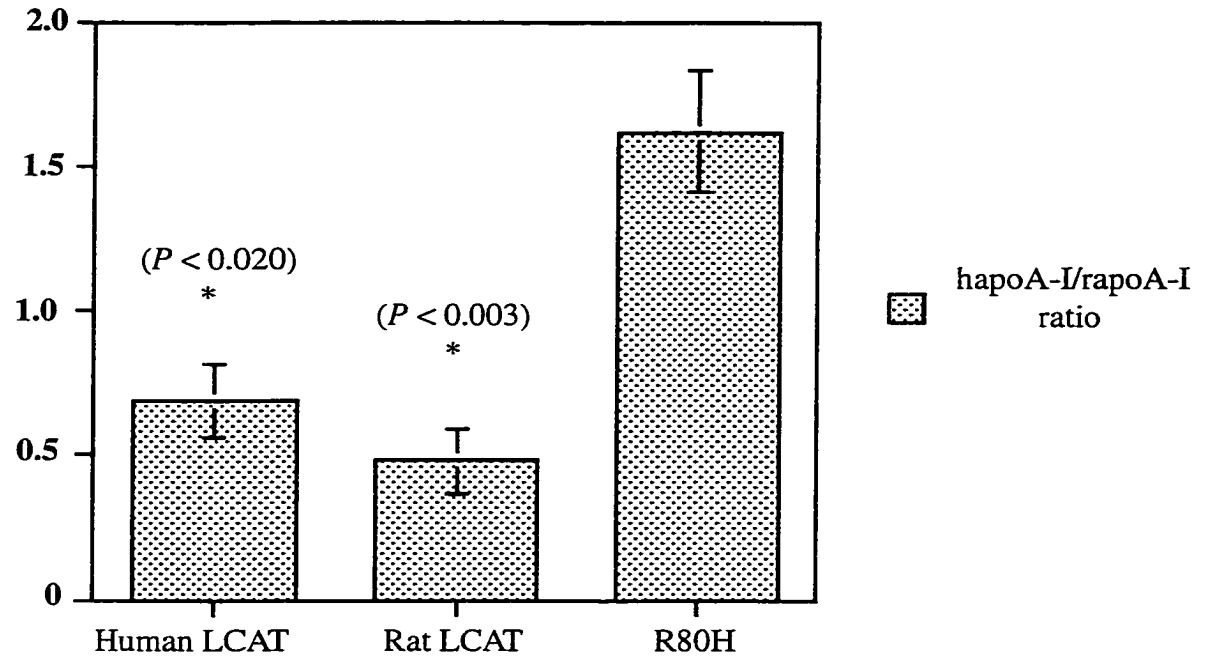 2.0
1.5
1.0
0.5
0
(P < 0.020)
*
(P < 0.003)
*
Human LCAT
Rat LCAT
R80H
hapoA-I/rapoA-I
ratio